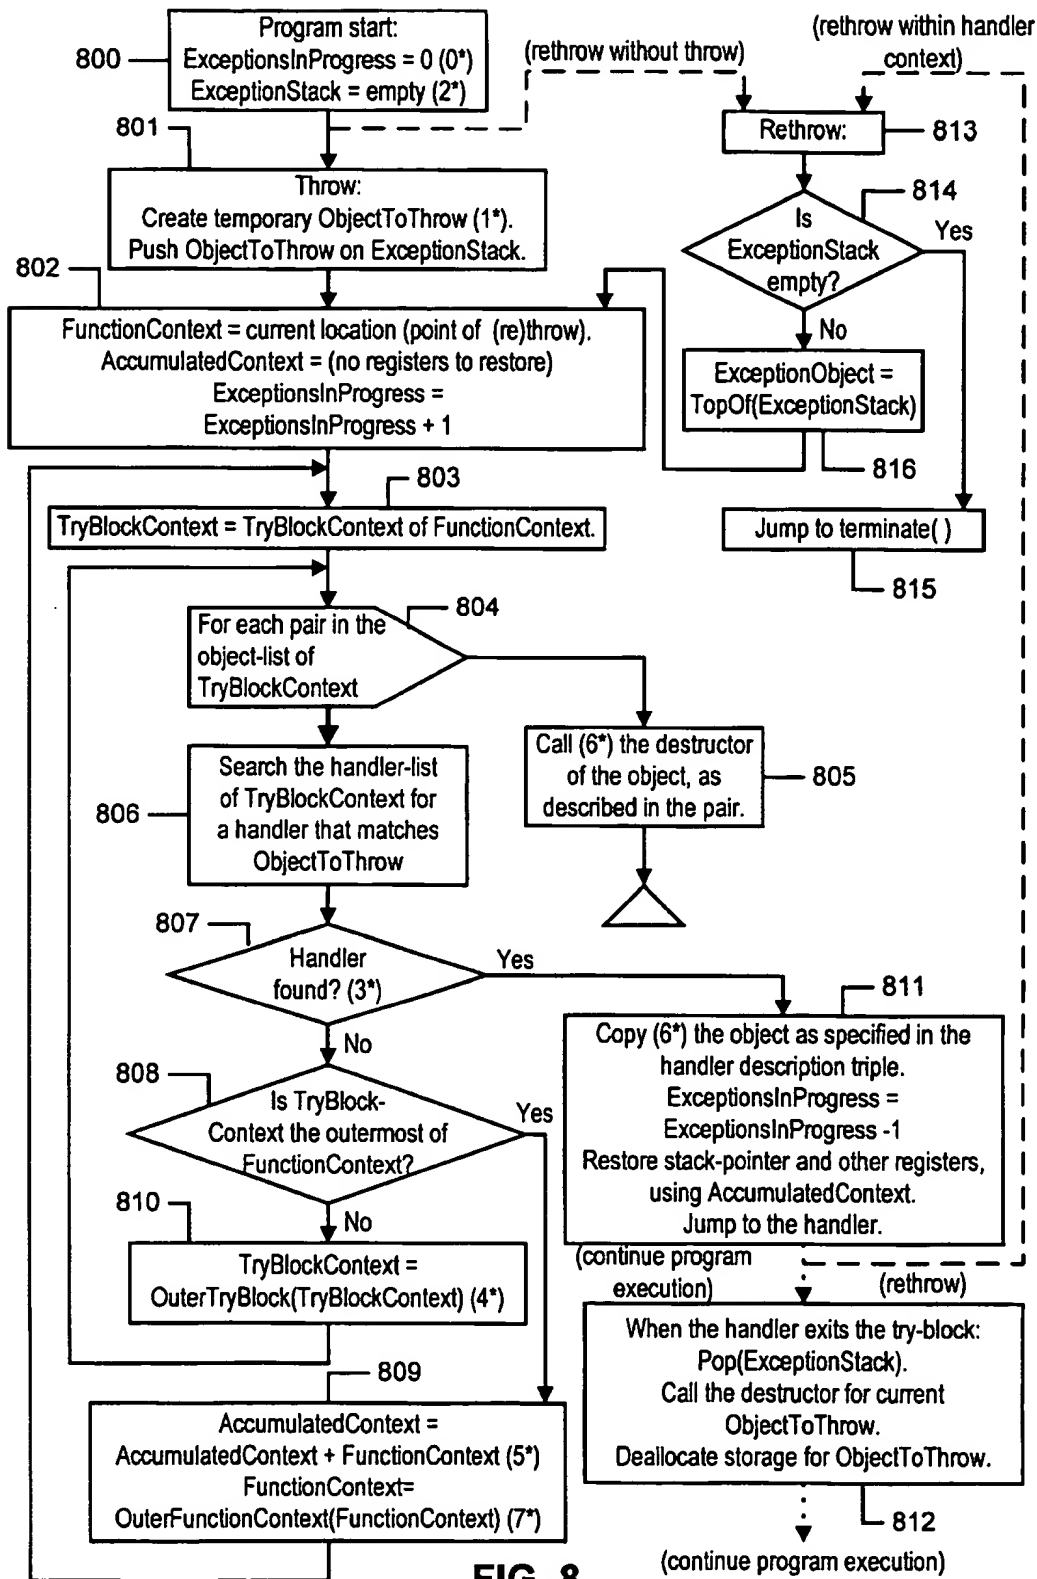 Program start:
ExceptionsInProgress = 0 (0*)
ExceptionStack = empty (2*)
800
(rethrow without throw)
(rethrow within handler
context)
801
Throw:
Create temporary ObjectToThrow (1*).
Push ObjectToThrow on ExceptionStack.
Rethrow:
813
814
Is
ExceptionStack
empty?
Yes
No
802
FunctionContext = current location (point of (re)throw).
AccumulatedContext = (no registers to restore)
ExceptionsInProgress =
ExceptionsInProgress + 1
ExceptionObject =
TopOf(ExceptionStack)
816
803
TryBlockContext = TryBlockContext of FunctionContext.
Jump to terminate( )
815
804
For each pair in the
object-list of
TryBlockContext
Call (6*) the destructor
of the object, as
described in the pair.
805
806
Search the handler-list
of TryBlockContext for
a handler that matches
ObjectToThrow
807
Handler
found? (3*)
Yes
No
811
Copy (6*) the object as specified in the
handler description triple.
ExceptionsInProgress =
ExceptionsInProgress -1
Restore stack-pointer and other registers,
using AccumulatedContext.
Jump to the handler.
808
Is TryBlock-
Context the outermost of
FunctionContext?
Yes
No
810
TryBlockContext =
OuterTryBlock(TryBlockContext) (4*)
(continue program
execution)
(rethrow)
When the handler exits the try-block:
Pop(ExceptionStack).
Call the destructor for current
ObjectToThrow.
Deallocate storage for ObjectToThrow.
812
809
AccumulatedContext =
AccumulatedContext + FunctionContext (5*)
FunctionContext=
OuterFunctionContext(FunctionContext) (7*)
(continue program execution)
FIG. 8